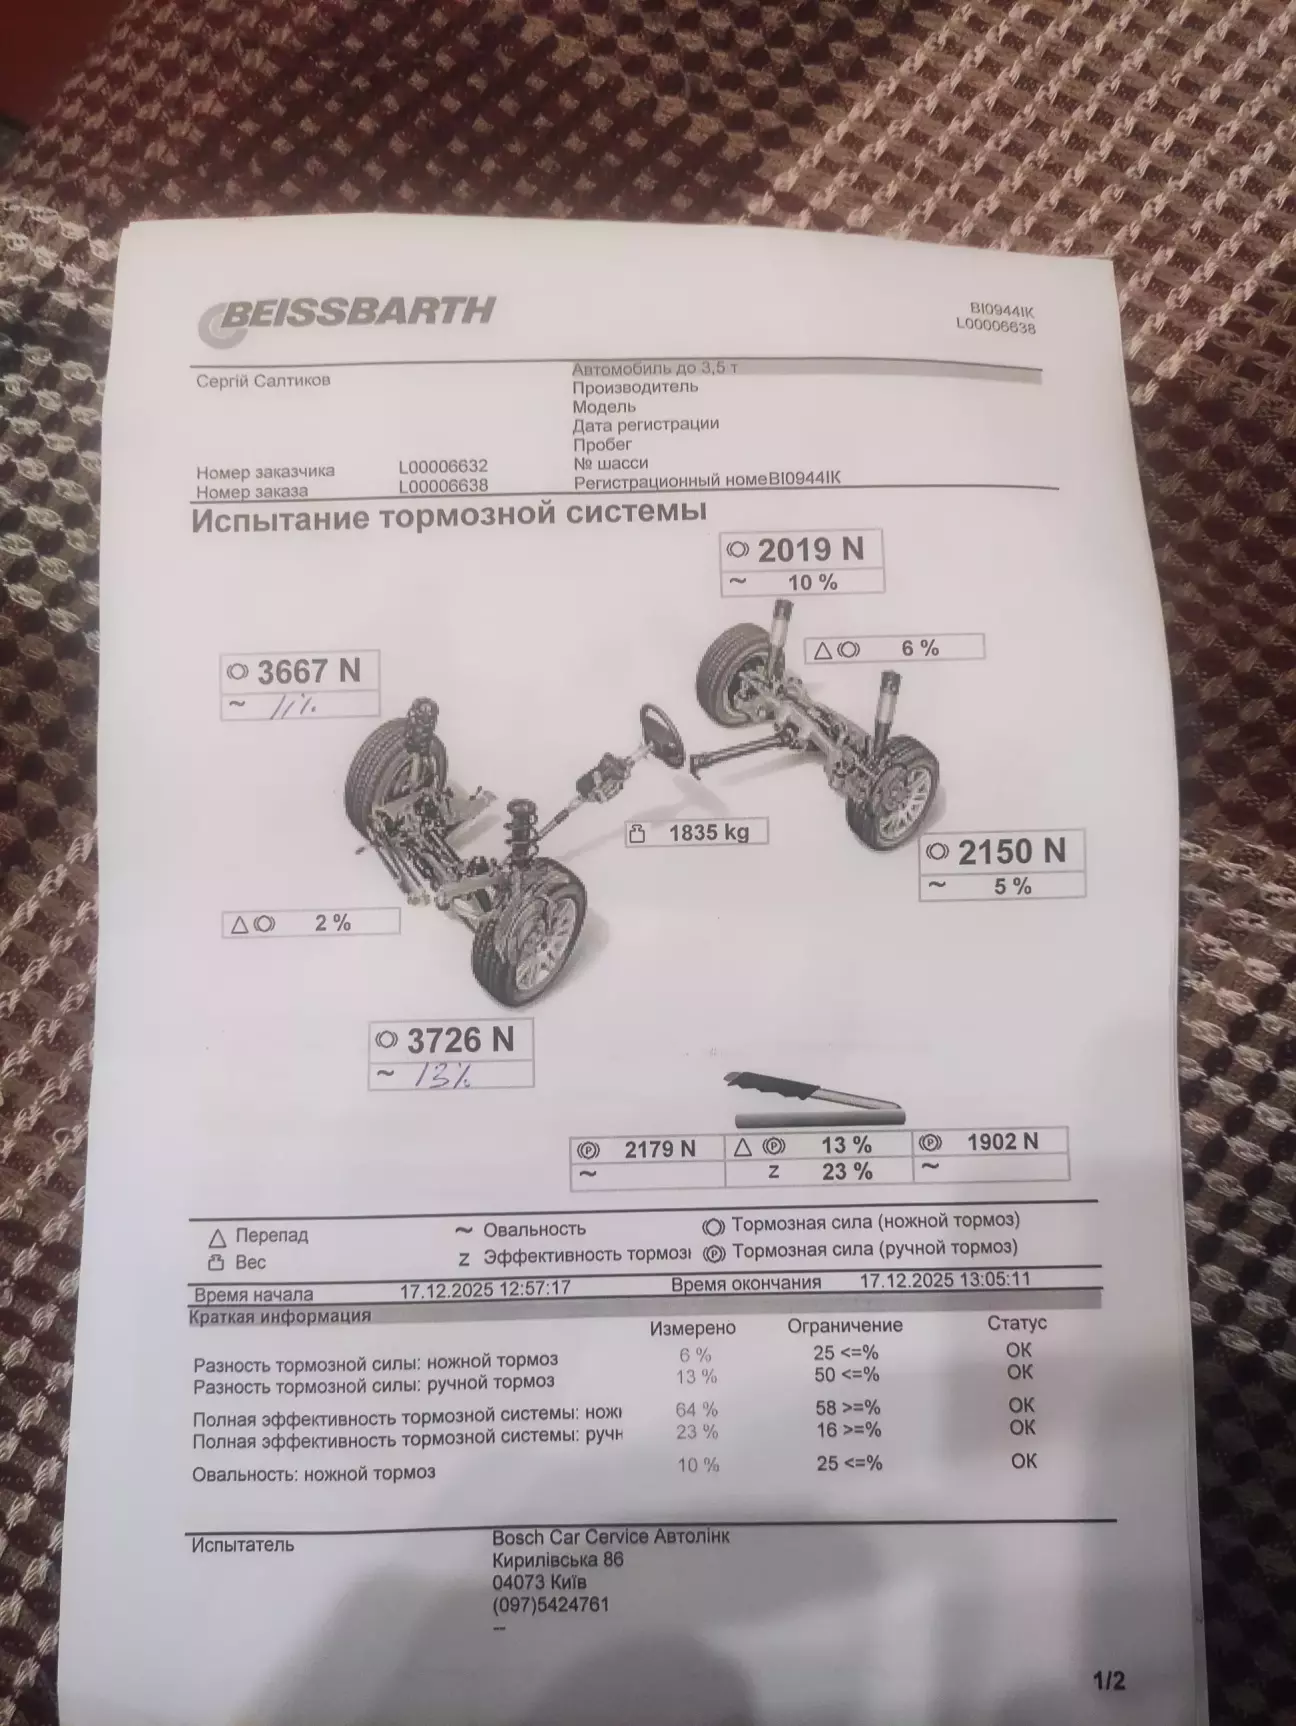 BEISSBARTH
BI0944IK
L00006638
Сергій Салтиков
Автомобиль до 3,5 т
Производитель
Модель
Дата регистрации
Пробег
Номер заказчика L00006632 № шасси
Номер заказа L00006638 Регистрационный номеBI0944IK
Испытание тормозной системы
2019 N
~ 10 %
3667 N
~ 11%
△ 6 %
1835 kg
2150 N
~ 5 %
△ 2 %
3726 N
~ 13%
(P) 2179 N △ (P) 13 % (P) 1902 N
~ z 23 % ~
△ Перепад ~ Овальность Тормозная сила (ножной тормоз)
Вес z Эффективность тормозі (P) Тормозная сила (ручной тормоз)
Время начала 17.12.2025 12:57:17 Время окончания 17.12.2025 13:05:11
Краткая информация
Измерено Ограничение Статус
Разность тормозной силы: ножной тормоз 6 % 25 <=% OK
Разность тормозной силы: ручной тормоз 13 % 50 <=% OK
Полная эффективность тормозной системы: ножі 64 % 58 >=% OK
Полная эффективность тормозной системы: ручн 23 % 16 >=% OK
Овальность: ножной тормоз 10 % 25 <=% OK
Испытатель Bosch Car Cervice Автолінк
Кирилівська 86
04073 Київ
(097)5424761
--
1/2